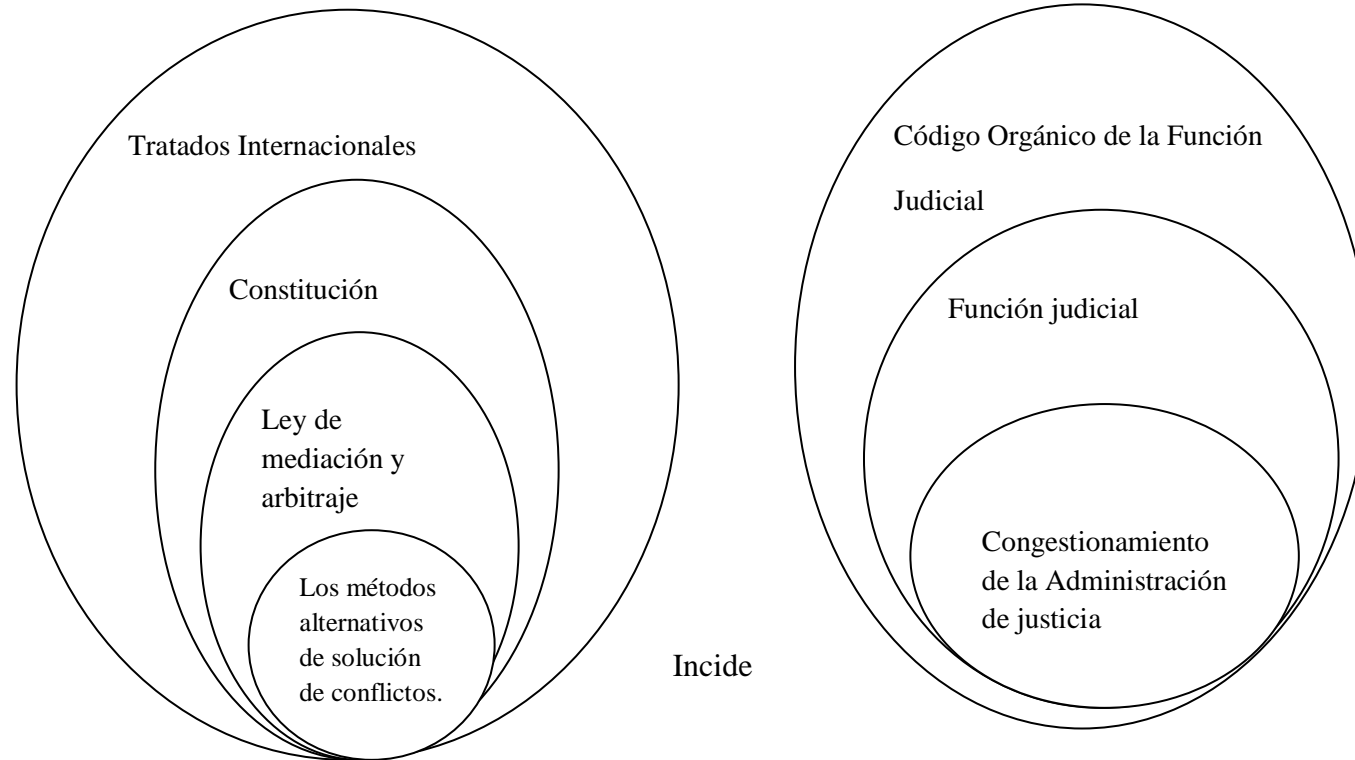 Tratados Internacionales
Constitución
Ley de
mediación y
arbitraje
Los métodos
alternativos
de solución
de conflictos.
Incide
Código Orgánico de la Función
Judicial
Función judicial
Congestionamiento
de la Administración
de justicia